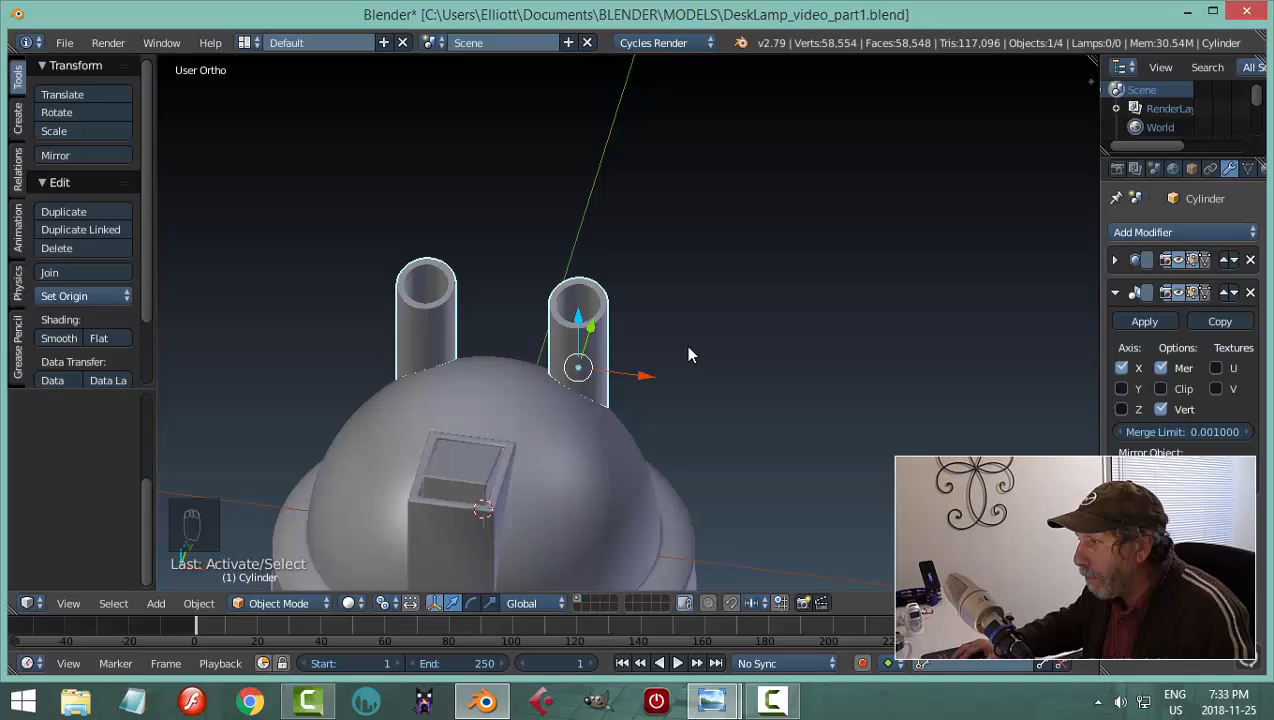 Blender* [C:\Users\Elliott\Documents\BLENDER\MODELS\DeskLamp_video_part1.blend]
File Render Window Help Default Scene Cycles Render v2.79 | Verts:58,554 | Faces:58,548 | Tris:117,096 | Objects:1/4 | Lamps:0/0 | Mem:30.54M | Cylinder
Tools
Create
Relations
Animation
Physics
Grease Pencil
Transform
Translate
Rotate
Scale
Mirror
Edit
Duplicate
Duplicate Linked
Delete
Join
Set Origin
Shading:
Smooth Flat
Data Transfer:
Data Data La
User Ortho
Last: Activate/Select
(1) Cylinder
View Search All S
Scene
RenderLay
World
Cylinder
Add Modifier
Apply Copy
Axis: Options: Textures
X Mer U
Y Clip V
Z Vert
Merge Limit: 0.001000
Mirror Object:
View Select Add Object Object Mode Global
-40 -20 0 20 40 60 80 100 120 140 160 180 200 220
View Marker Frame Playback Start: 1 End: 250 1 No Sync
ENG
US
7:33 PM
2018-11-25